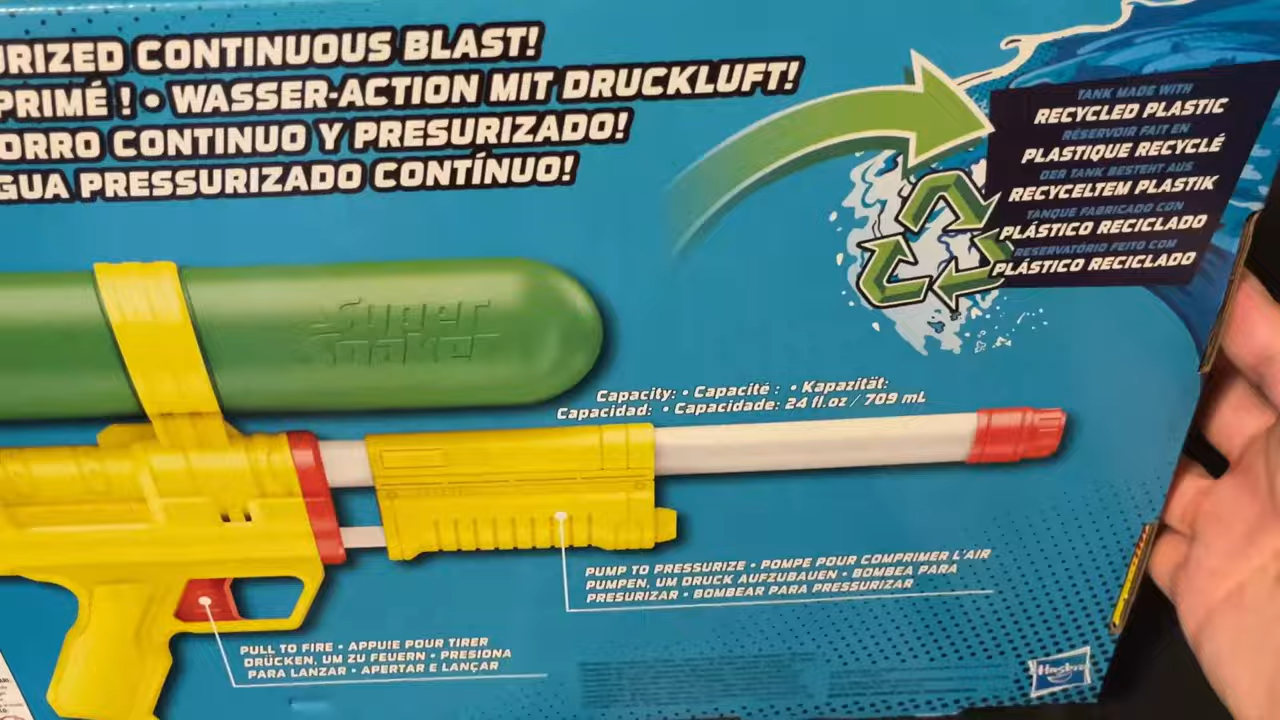 URIZED CONTINUOUS BLAST!
PRIMÉ ! • WASSER-ACTION MIT DRUCKLUFT!
ORRO CONTINUO Y PRESURIZADO!
GUA PRESSURIZADO CONTÍNUO!
TANK MADE WITH
RECYCLED PLASTIC
RÉSERVOIR FAIT EN
PLASTIQUE RECYCLÉ
DER TANK BESTEHT AUS
RECYCELTEM PLASTIK
TANQUE FABRICADO CON
PLÁSTICO RECICLADO
RESERVATÓRIO FEITO COM
PLÁSTICO RECICLADO
SUPER
SOAKER
Capacity: • Capacité : • Kapazität:
Capacidad: • Capacidade: 24 fl.oz / 709 mL
PUMP TO PRESSURIZE • POMPE POUR COMPRIMER L'AIR
PUMPEN, UM DRUCK AUFZUBAUEN • BOMBEA PARA
PRESURIZAR • BOMBEAR PARA PRESSURIZAR
PULL TO FIRE • APPUIE POUR TIRER
DRÜCKEN, UM ZU FEUERN • PRESIONA
PARA LANZAR • APERTAR E LANÇAR
Hasbro